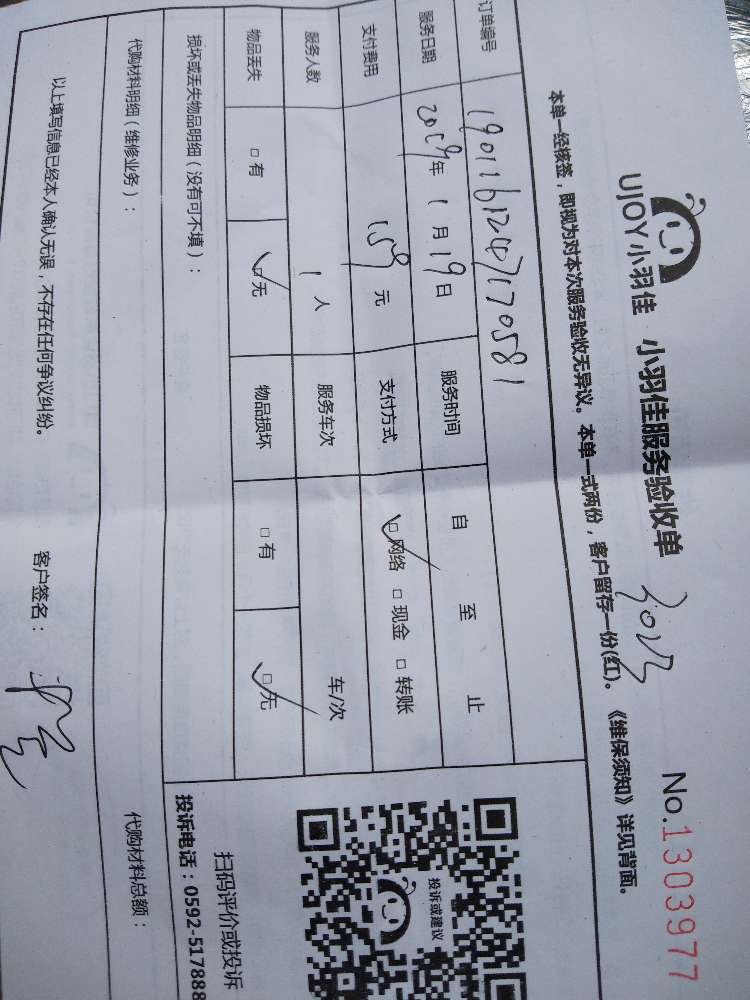 UJOY小羽佳 小羽佳服务验收单 No.1303977
本单一经核签，即视为对本次服务验收无异议。本单一式两份，客户留存一份(红)。《维保须知》详见背面。
订单编号
服务日期 2019年1月19日 服务时间 自 至 止
支付费用 159元 支付方式 网络 现金 转账
服务人数 1人 服务车次 车/次
物品丢失 有 无 物品损坏 有 无
损坏或丢失物品明细（没有可不填）：
代购材料明细（维修业务）： 代购材料总额：
以上填写信息已经本人确认无误，不存在任何争议纠纷。 客户签名：
投诉或建议
扫码评价或投诉
投诉电话：0592-517888